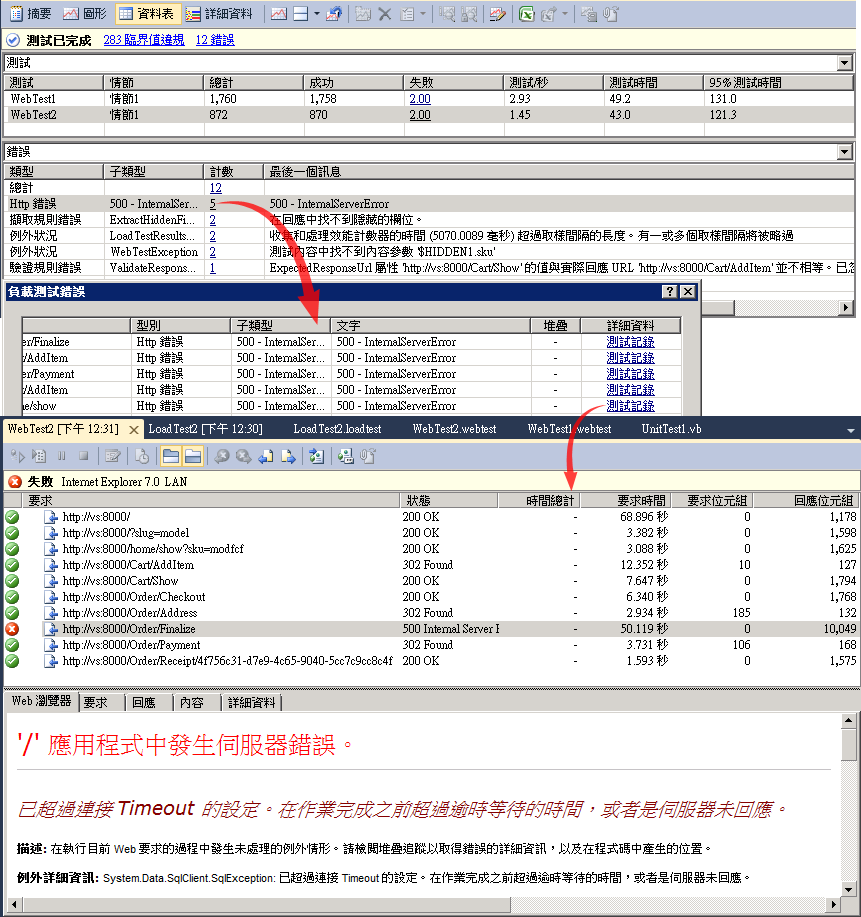 摘要 圖形 資料表 詳細資料
測試已完成 283 臨界值違規 12 錯誤
測試
測試 '情節 總計 成功 失敗 測試/秒 測試時間 95% 測試時間
WebTest1 '情節1 1,760 1,758 2.00 2.93 49.2 131.0
WebTest2 '情節1 872 870 2.00 1.45 43.0 121.3
錯誤
類型 子類型 計數 最後一個訊息
總計 12
Http 錯誤 500 - InternalSer... 5 500 - InternalServerError
擷取規則錯誤 ExtractHiddenFi... 2 在回應中找不到隱藏的欄位。
例外狀況 LoadTestResults... 2 收集和處理效能計數器的時間 (5070.0089 毫秒) 超過取樣間隔的長度。有一或多個取樣間隔將被略過
例外狀況 WebTestException 2 測試內容中找不到內容參數 '$HIDDEN1.sku'
驗證規則錯誤 ValidateRespons... 1 ExpectedResponseUrl 屬性 'http://vs:8000/Cart/Show' 的值與實際回應 URL 'http://vs:8000/Cart/AddItem' 並不相等。已忽
負載測試錯誤
型別 子類型 文字 堆疊 詳細資料
er/Finalize Http 錯誤 500 - InternalSer... 500 - InternalServerError - 測試記錄
/AddItem Http 錯誤 500 - InternalSer... 500 - InternalServerError - 測試記錄
er/Payment Http 錯誤 500 - InternalSer... 500 - InternalServerError - 測試記錄
/AddItem Http 錯誤 500 - InternalSer... 500 - InternalServerError - 測試記錄
ne/show Http 錯誤 500 - InternalSer... 500 - InternalServerError - 測試記錄
WebTest2 [下午 12:31] LoadTest2 [下午 12:30] LoadTest2.loadtest WebTest2.webtest WebTest1.webtest UnitTest1.vb
失敗 Internet Explorer 7.0 LAN
要求 狀態 時間總計 要求時間 要求位元組 回應位元組
http://vs:8000/ 200 OK - 68.896 秒 0 1,178
http://vs:8000/?slug=model 200 OK - 3.382 秒 0 1,598
http://vs:8000/home/show?sku=modfcf 200 OK - 3.088 秒 0 1,625
http://vs:8000/Cart/AddItem 302 Found - 12.352 秒 10 127
http://vs:8000/Cart/Show 200 OK - 7.647 秒 0 1,794
http://vs:8000/Order/Checkout 200 OK - 6.340 秒 0 1,768
http://vs:8000/Order/Address 302 Found - 2.934 秒 185 132
http://vs:8000/Order/Finalize 500 Internal Server - 50.119 秒 0 10,049
http://vs:8000/Order/Payment 302 Found - 3.731 秒 106 168
http://vs:8000/Order/Receipt/4f756c31-d7e9-4c65-9040-5cc7c9cc8c4f 200 OK - 1.593 秒 0 1,575
Web 瀏覽器 要求 回應 內容 詳細資料
'/' 應用程式中發生伺服器錯誤。
已超過連接 Timeout 的設定。在作業完成之前超過逾時等待的時間，或者是伺服器未回應。
描述: 在執行目前 Web 要求的過程中發生未處理的例外情形。請檢閱堆疊追蹤以取得錯誤的詳細資訊，以及在程式碼中產生的位置。
例外詳細資訊: System.Data.SqlClient.SqlException: 已超過連接 Timeout 的設定。在作業完成之前超過逾時等待的時間，或者是伺服器未回應。